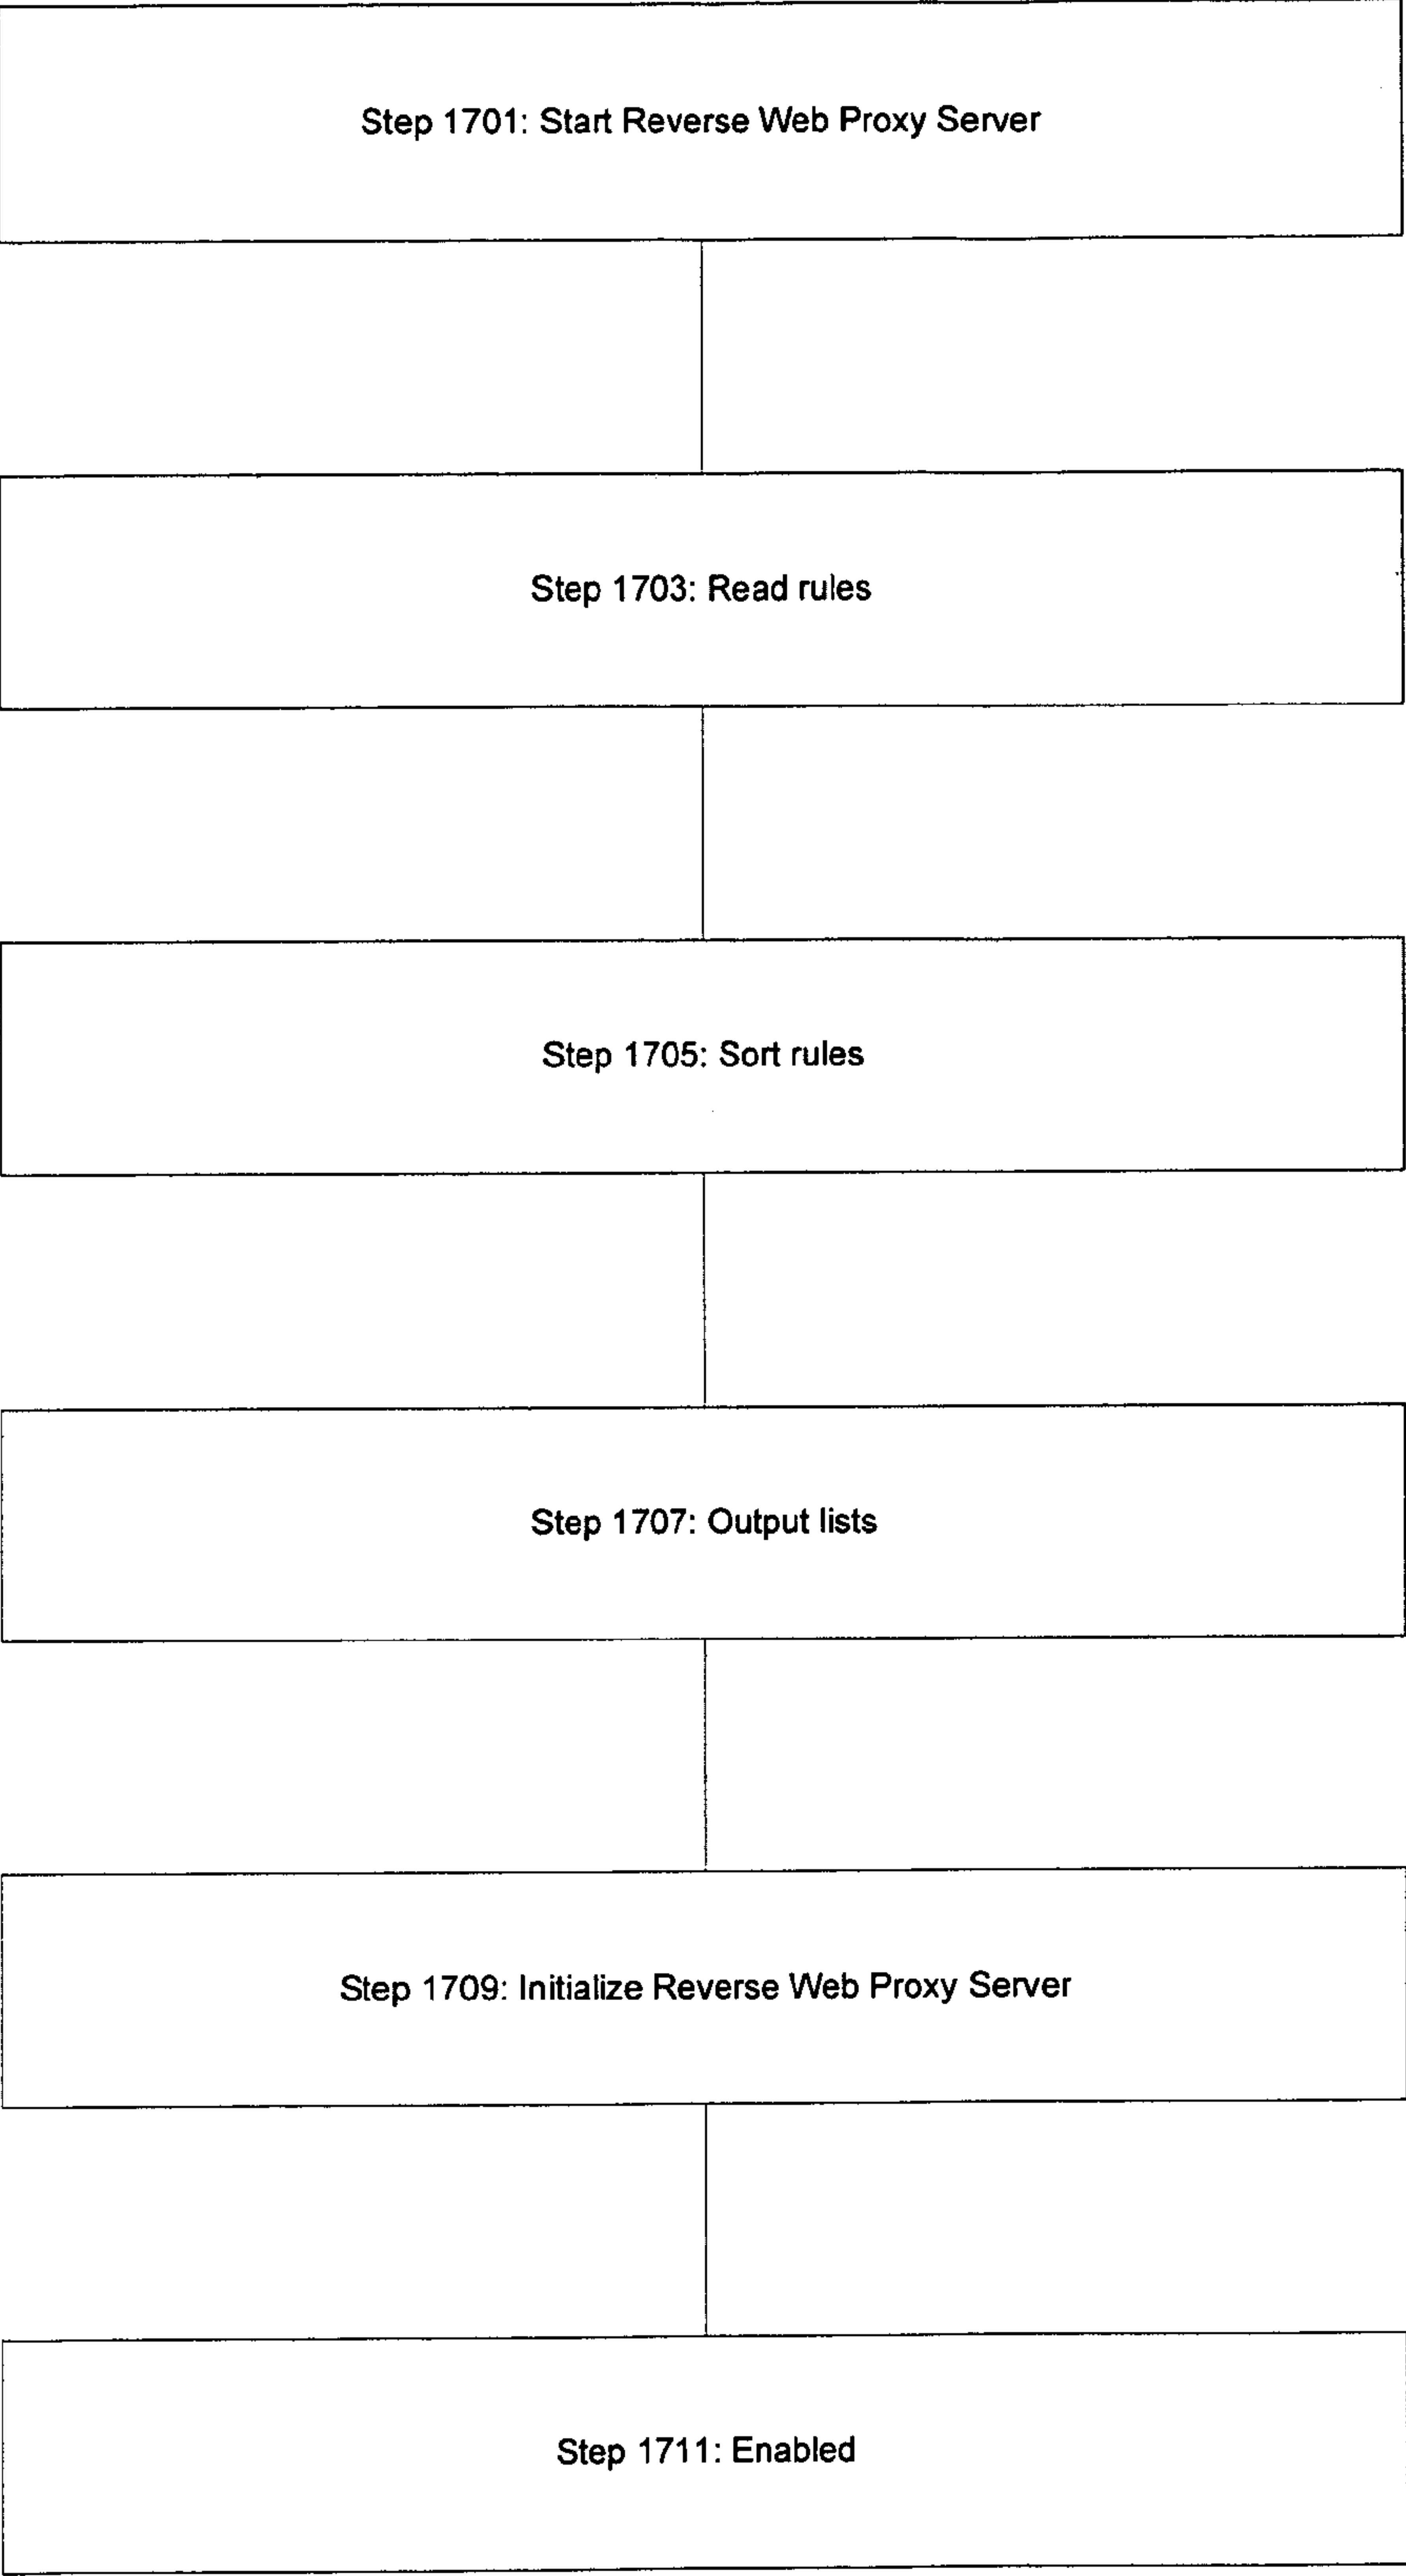 Step 1701: Start Reverse Web Proxy Server
Step 1703: Read rules
Step 1705: Sort rules
Step 1707: Output lists
Step 1709: Initialize Reverse Web Proxy Server
Step 1711: Enabled